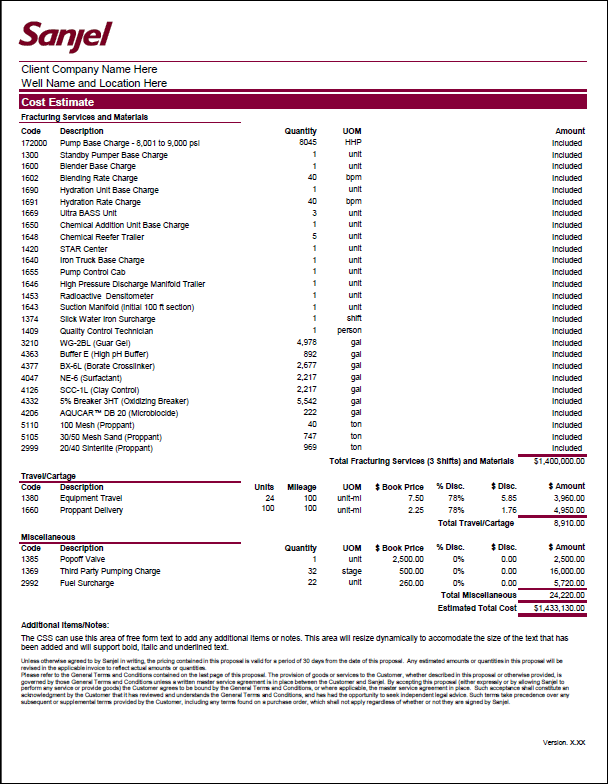 Sanjel
Client Company Name Here
Well Name and Location Here
Cost Estimate
Fracturing Services and Materials
Code Description Quantity UOM Amount
172000 Pump Base Charge - 8,001 to 9,000 psi 8045 HHP Included
1300 Standby Pumper Base Charge 1 unit Included
1600 Blender Base Charge 1 unit Included
1602 Blending Rate Charge 40 bpm Included
1690 Hydration Unit Base Charge 1 unit Included
1691 Hydration Rate Charge 40 bpm Included
1669 Ultra BASS Unit 3 unit Included
1650 Chemical Addition Unit Base Charge 1 unit Included
1648 Chemical Reefer Trailer 5 unit Included
1420 STAR Center 1 unit Included
1640 Iron Truck Base Charge 1 unit Included
1655 Pump Control Cab 1 unit Included
1646 High Pressure Discharge Manifold Trailer 1 unit Included
1453 Radioactive Densitometer 1 unit Included
1643 Suction Manifold (Initial 100 ft section) 1 unit Included
1374 Slick Water Iron Surcharge 1 shift Included
1409 Quality Control Technician 1 person Included
3210 WG-2BL (Guar Gel) 4,978 gal Included
4363 Buffer E (High pH Buffer) 892 gal Included
4377 BX-6L (Borate Crosslinker) 2,677 gal Included
4047 NE-6 (Surfactant) 2,217 gal Included
4126 SCC-1L (Clay Control) 2,217 gal Included
4332 5% Breaker 3HT (Oxidizing Breaker) 5,542 gal Included
4206 AQUCAR™ DB 20 (Microbiocide) 222 gal Included
5110 100 Mesh (Proppant) 40 ton Included
5105 30/50 Mesh Sand (Proppant) 747 ton Included
2999 20/40 Sinterlite (Proppant) 969 ton Included
Total Fracturing Services (3 Shifts) and Materials $1,400,000.00
Travel/Cartage
Code Description Units Mileage UOM $ Book Price % Disc. $ Disc. $ Amount
1380 Equipment Travel 24 100 unit-mi 7.50 78% 5.85 3,960.00
1660 Proppant Delivery 100 100 unit-mi 2.25 78% 1.76 4,950.00
Total Travel/Cartage 8,910.00
Miscellaneous
Code Description Quantity UOM $ Book Price % Disc. $ Disc. $ Amount
1385 Popoff Valve 1 unit 2,500.00 0% 0.00 2,500.00
1369 Third Party Pumping Charge 32 stage 500.00 0% 0.00 16,000.00
2992 Fuel Surcharge 22 unit 260.00 0% 0.00 5,720.00
Total Miscellaneous 24,220.00
Estimated Total Cost $1,433,130.00
Additional Items/Notes:
The CSS can use this area of free form text to add any additional items or notes. This area will resize dynamically to accomodate the size of the text that has
been added and will support bold, italic and underlined text.
Unless otherwise agreed to by Sanjel in writing, the pricing contained in this proposal is valid for a period of 30 days from the date of this proposal. Any estimated amounts or quantities in this proposal will be
revised in the applicable invoice to reflect actual amounts or quantities.
Please refer to the General Terms and Conditions contained on the last page of this proposal. The provision of goods or services to the Customer, whether described in this proposal or otherwise provided, is
governed by those General Terms and Conditions unless a written master service agreement is in place between the Customer and Sanjel. By accepting this proposal (either expressly or by allowing Sanjel to
perform any service or provide goods) the Customer agrees to be bound by the General Terms and Conditions, or where applicable, the master service agreement in place. Such acceptance shall constitute an
acknowledgment by the Customer that it has reviewed and understands the General Terms and Conditions, and has had the opportunity to seek independent legal advice. Such terms take precedence over any
subsequent or supplemental terms provided by the Customer, including any terms found on a purchase order, which shall not apply regardless of whether or not they are signed by Sanjel.
Version. X.XX